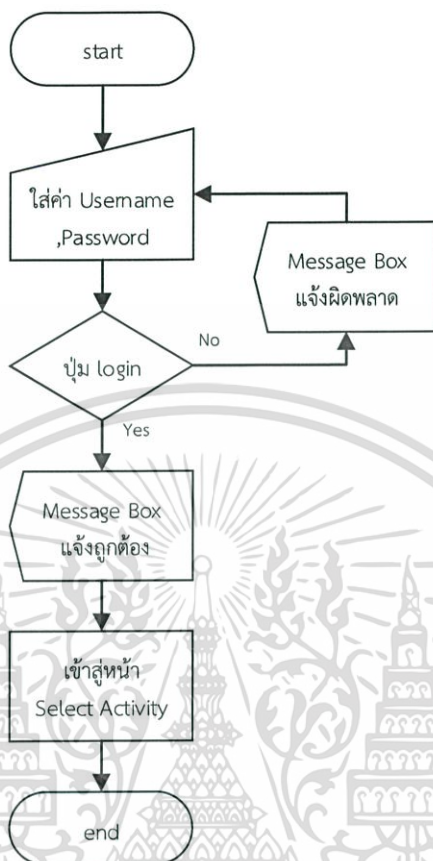 start
ใส่ค่า Username
,Password
Message Box
แจ้งผิดพลาด
No
ปุ่ม login
Yes
Message Box
แจ้งถูกต้อง
เข้าสู่หน้า
Select Activity
end